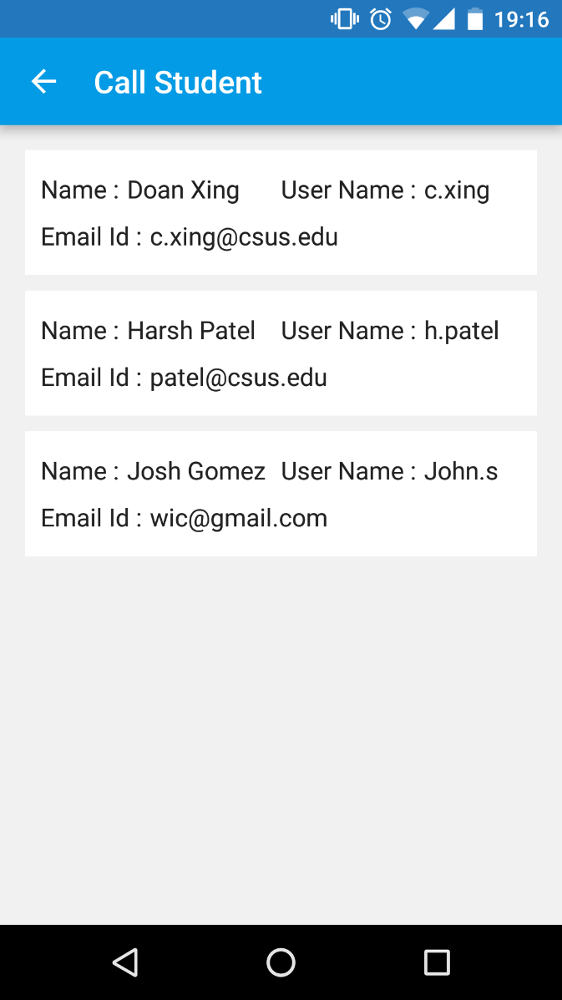 19:16
Call Student
Name : Doan Xing User Name : c.xing
Email Id : c.xing@csus.edu
Name : Harsh Patel User Name : h.patel
Email Id : patel@csus.edu
Name : Josh Gomez User Name : John.s
Email Id : wic@gmail.com